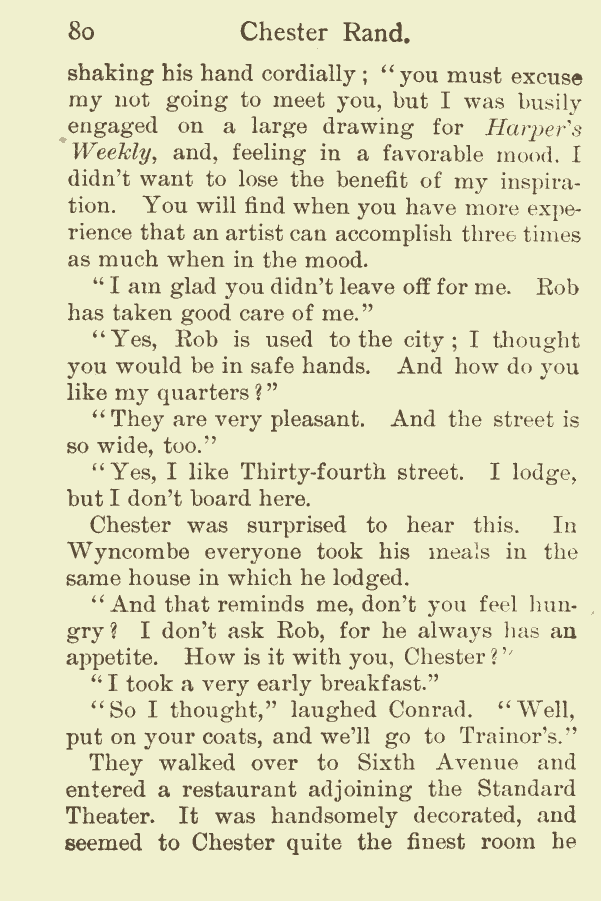 80 Chester Rand.
shaking his hand cordially ; “you must excuse
my not going to meet you, but I was busily
engaged on a large drawing for Harper's
Weekly, and, feeling in a favorable mood. I
didn't want to lose the benefit of my inspira-
tion. You will find when you have more expe-
rience that an artist can accomplish three times
as much when in the mood.
“I am glad you didn't leave off for me. Rob
has taken good care of me.”
“Yes, Rob is used to the city ; I thought
you would be in safe hands. And how do you
like my quarters ?”
“They are very pleasant. And the street is
so wide, too.”
“Yes, I like Thirty-fourth street. I lodge,
but I don't board here.
Chester was surprised to hear this. In
Wyncombe everyone took his meals in the
same house in which he lodged.
“And that reminds me, don't you feel hun-
gry ? I don't ask Rob, for he always has an
appetite. How is it with you, Chester ?”
“I took a very early breakfast.”
“So I thought,” laughed Conrad. “Well,
put on your coats, and we'll go to Trainor's.”
They walked over to Sixth Avenue and
entered a restaurant adjoining the Standard
Theater. It was handsomely decorated, and
seemed to Chester quite the finest room he